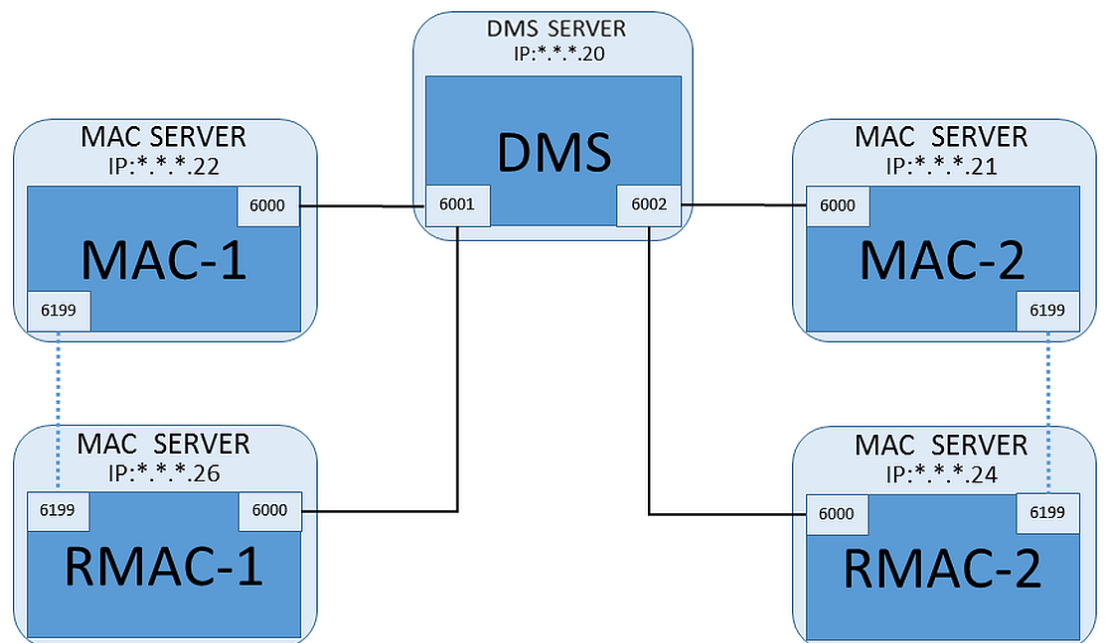 DMS SERVER
IP:*.*.*.20
DMS
6001
6002
MAC SERVER
IP:*.*.*.22
6000
MAC-1
6199
MAC SERVER
IP:*.*.*.21
6000
MAC-2
6199
MAC SERVER
IP:*.*.*.26
6199
6000
RMAC-1
MAC SERVER
IP:*.*.*.24
6000
6199
RMAC-2